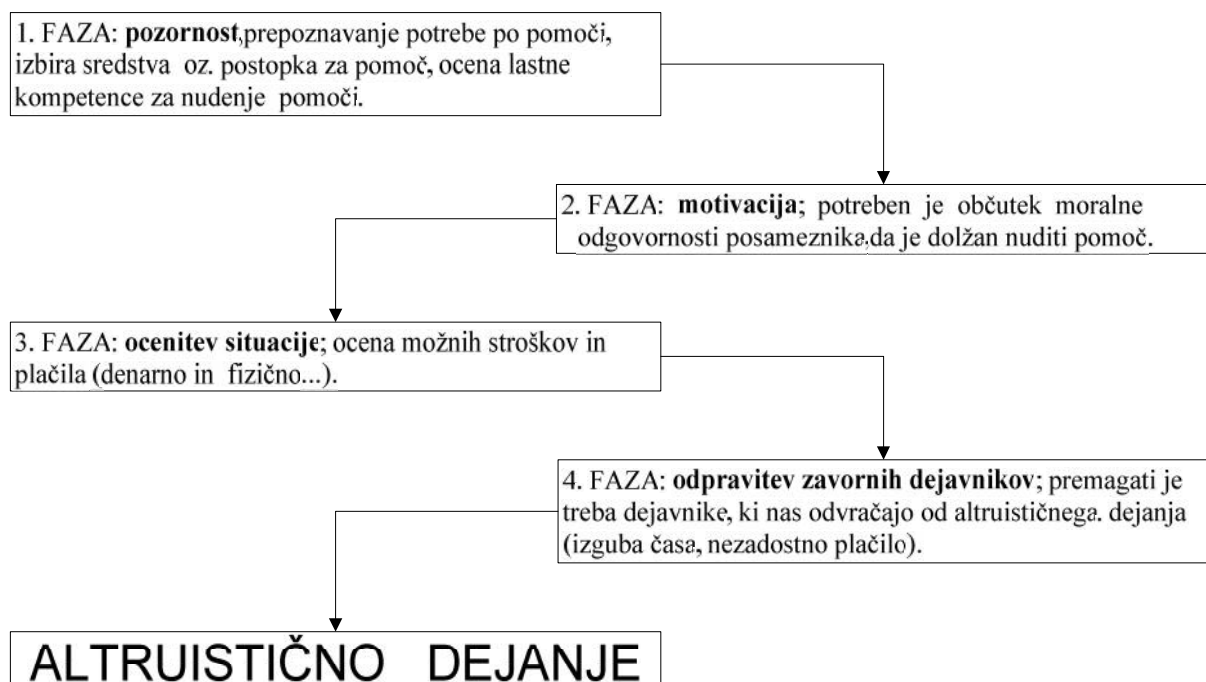 1. FAZA: pozornost,prepoznavanje potrebe po pomoči,
izbira sredstva oz. postopka za pomoč, ocena lastne
kompetence za nudenje pomoči.
2. FAZA: motivacija; potreben je občutek moralne
odgovornosti posameznika,da je dolžan nuditi pomoč.
3. FAZA: ocenitev situacije; ocena možnih stroškov in
plačila (denarno in fizično...).
4. FAZA: odpravitev zavornih dejavnikov; premagati je
treba dejavnike, ki nas odvračajo od altruističnega. dejanja
(izguba časa, nezadostno plačilo).
ALTRUISTIČNO DEJANJE